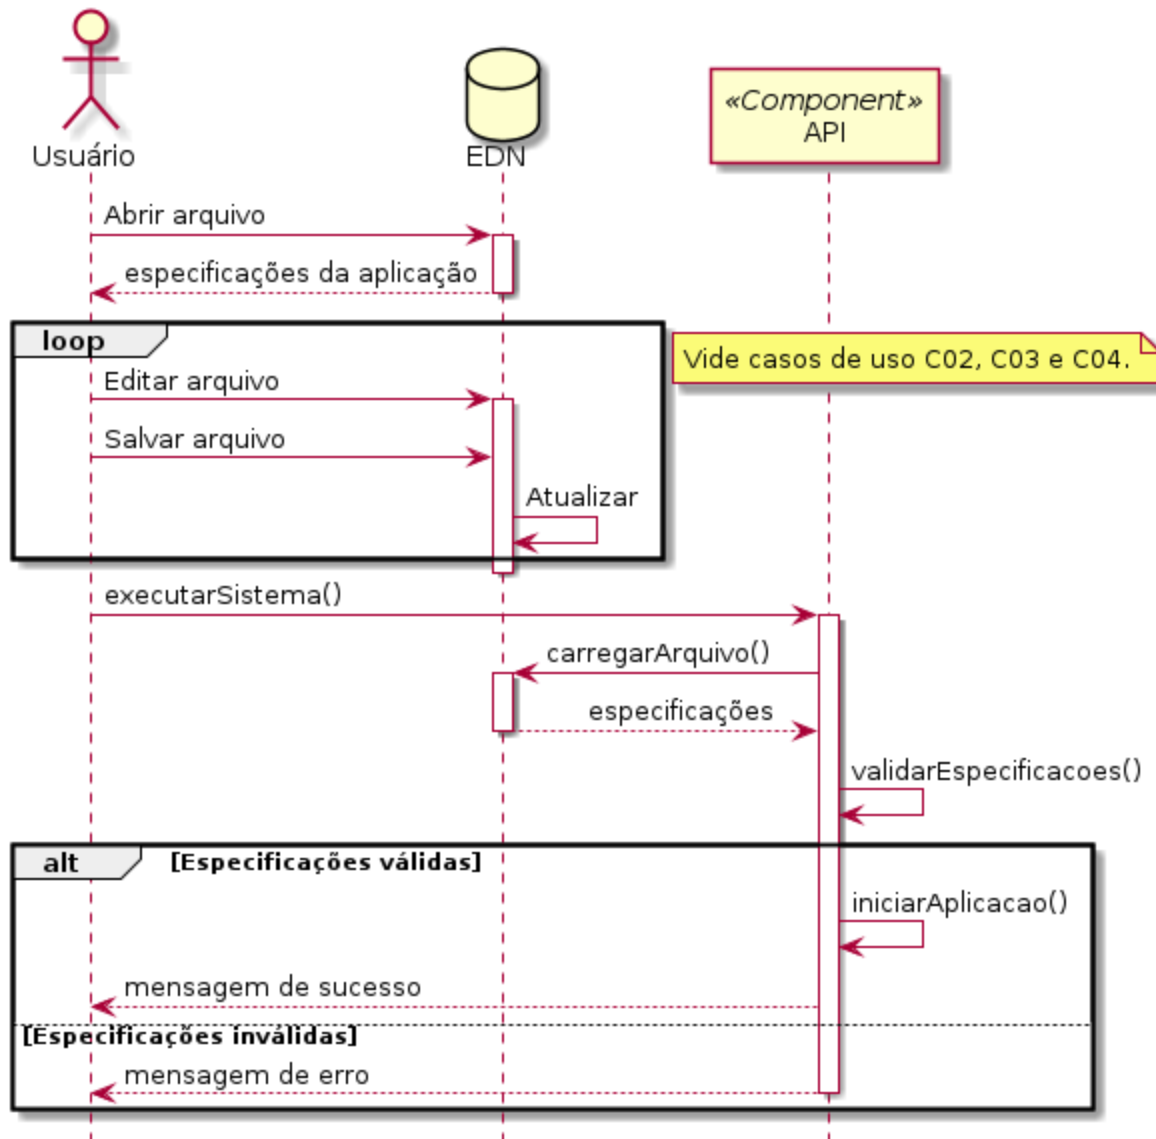 Usuário
EDN
«Component»
API
Abrir arquivo
especificações da aplicação
loop
Vide casos de uso C02, C03 e C04.
Editar arquivo
Salvar arquivo
Atualizar
executarSistema()
carregarArquivo()
especificações
validarEspecificacoes()
alt
[Especificações válidas]
iniciarAplicacao()
mensagem de sucesso
[Especificações inválidas]
mensagem de erro